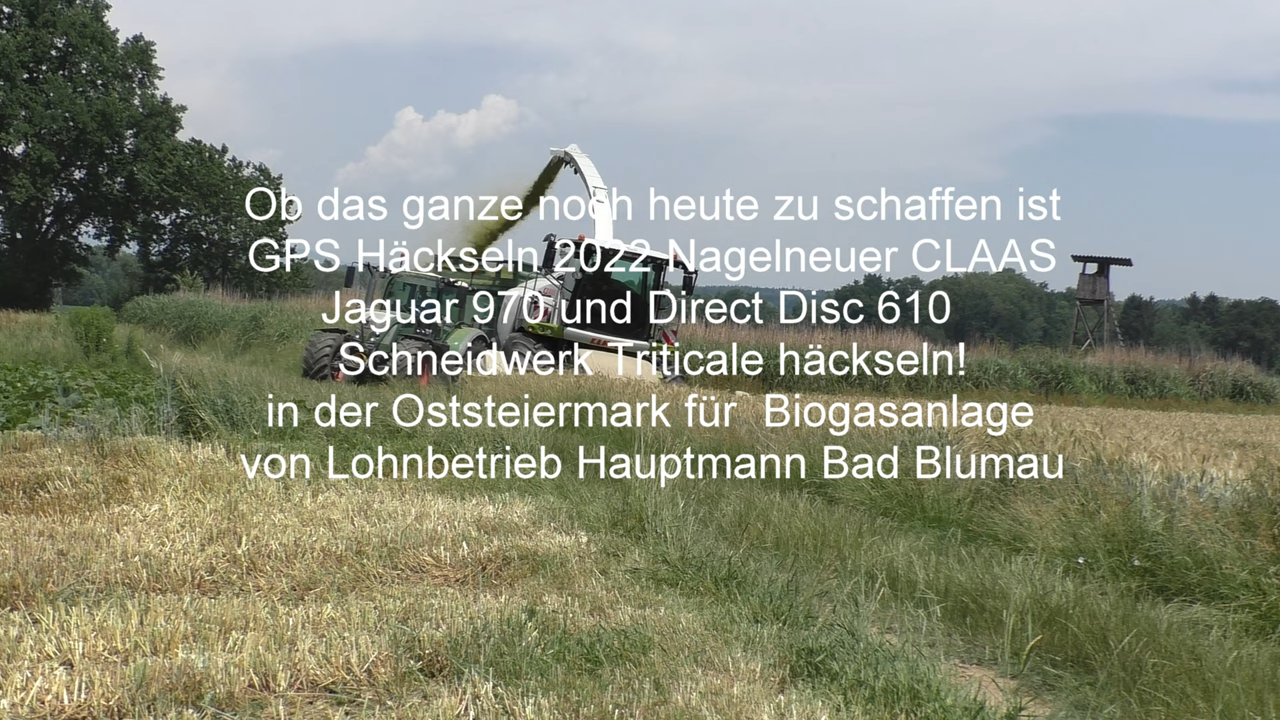 Ob das ganze noch heute zu schaffen ist
GPS Häckseln 2022 Nagelneuer CLAAS
Jaguar 970 und Direct Disc 610
Schneidwerk Triticale häckseln!
in der Oststeiermark für  Biogasanlage
von Lohnbetrieb Hauptmann Bad Blumau